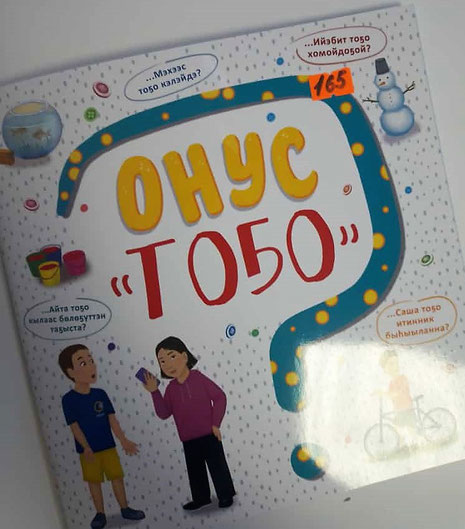 ...Мэхээс
тоҕо кэлэйдэ?
...Ийэбит тоҕо
хомойдоҕой?
165
ОНУС
“ТОҔО”
...Айта тоҕо
кылаас бөлөҕүттэн
таҕыста?
...Саша тоҕо
итинник
быһыыланна?